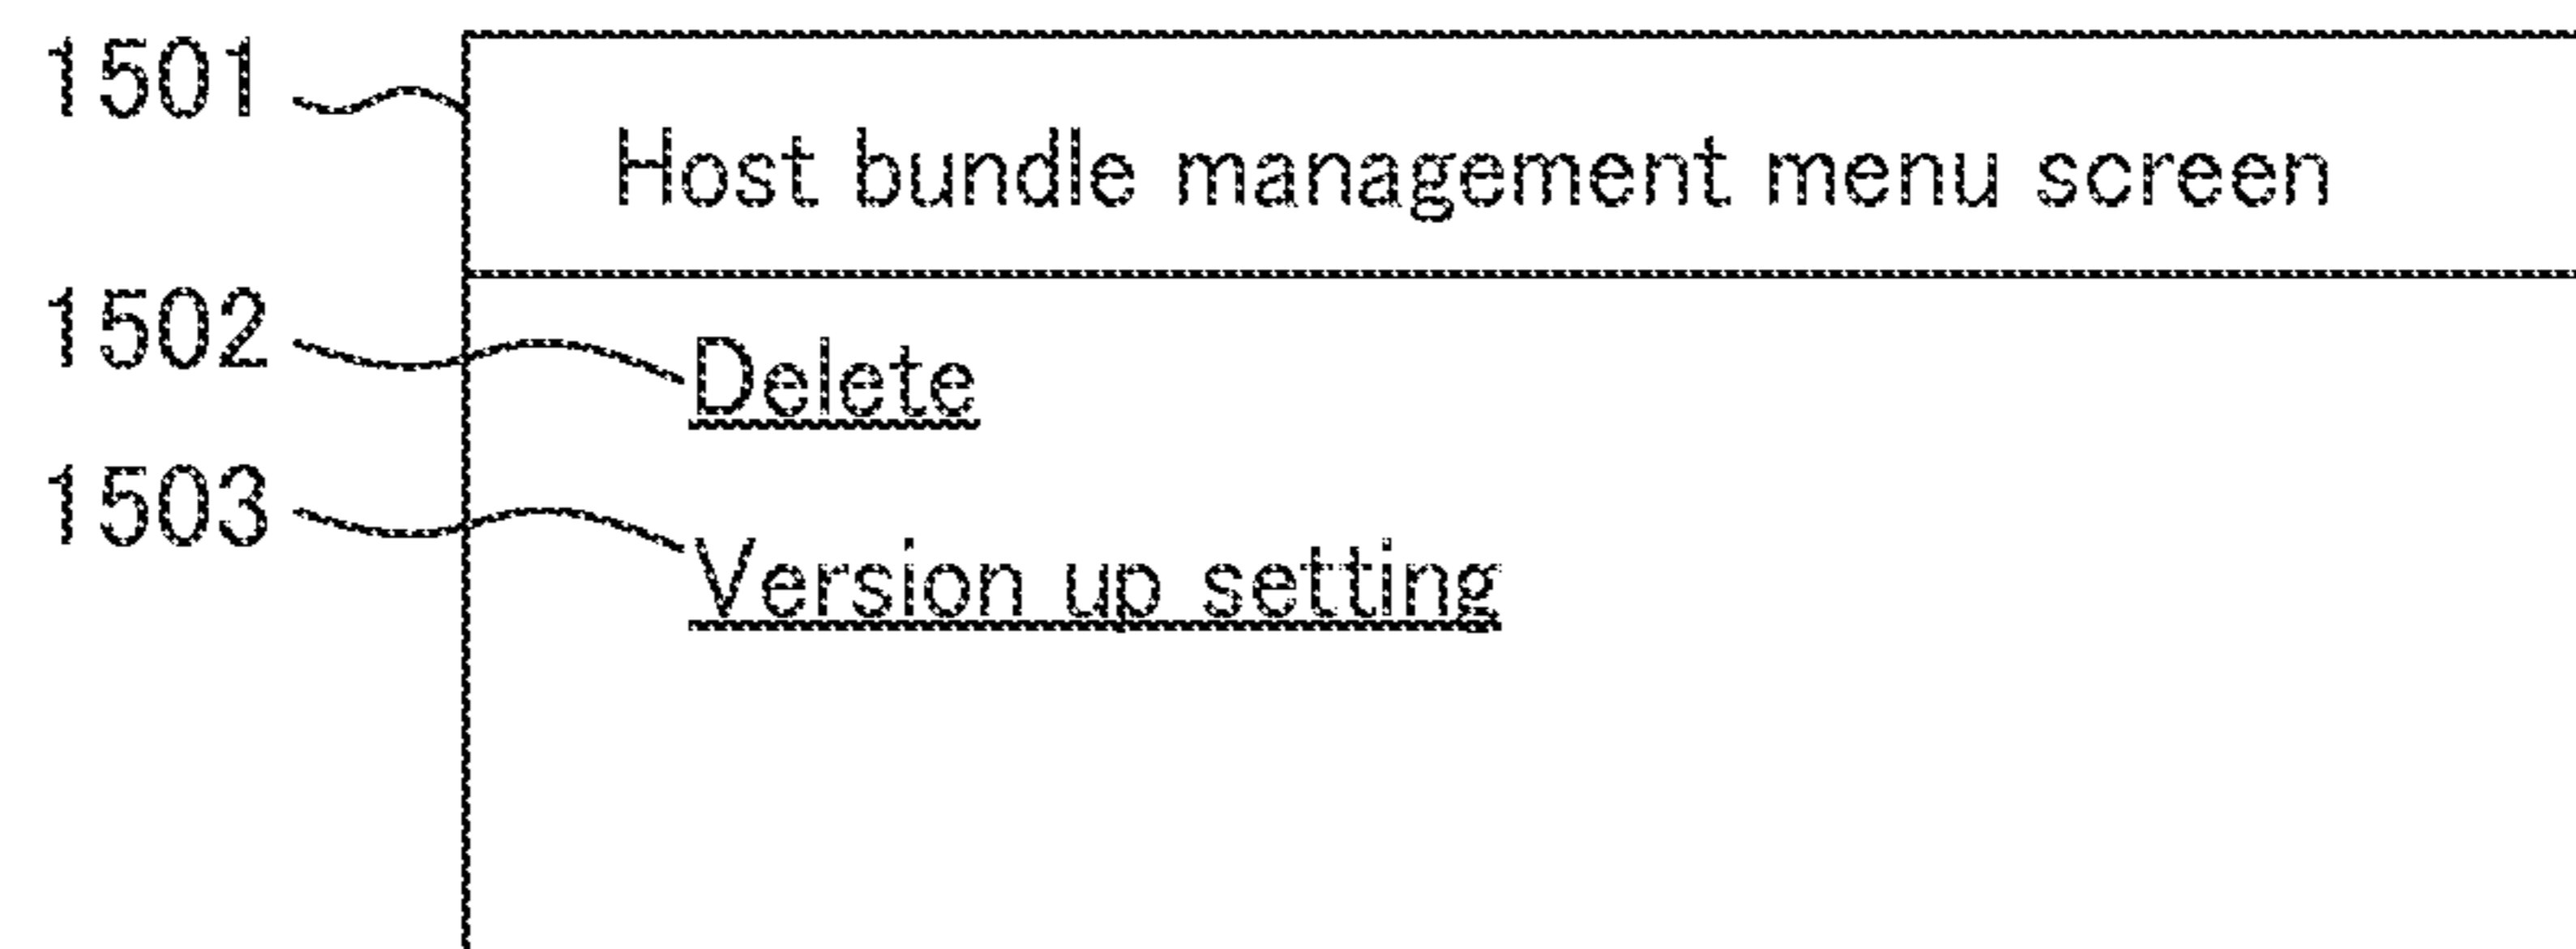 1501
Host bundle management menu screen
1502
Delete
1503
Version up setting